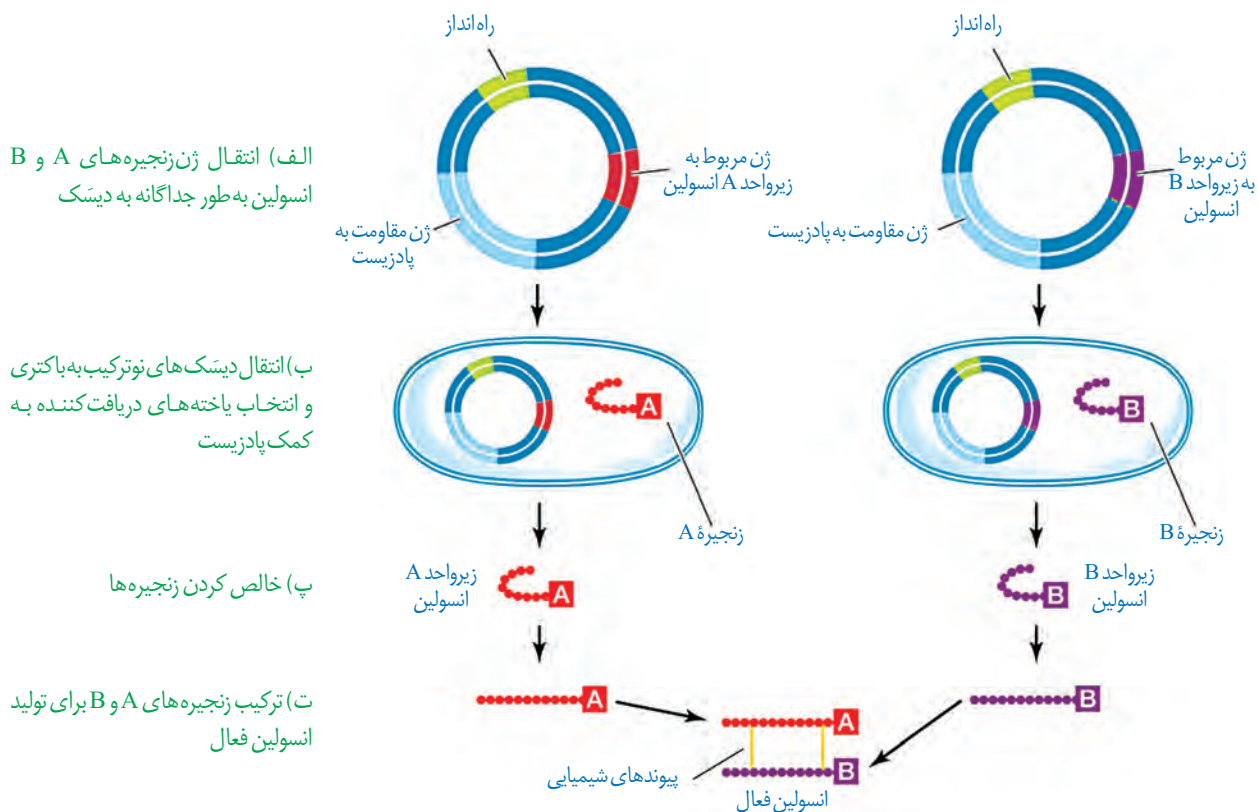 راه‌انداز
راه‌انداز
ژن مربوط به
زیرواحد A انسولین
ژن مقاومت به
پادزیست
ژن مربوط
به زیرواحد B
انسولین
ژن مقاومت به پادزیست
الف) انتقال ژن زنجیره‌های A و B
انسولین به طور جداگانه به دیسَک
ب) انتقال دیسَک‌های نوترکیب به باکتری
و انتخاب یاخته‌های دریافت‌کننده به
کمک پادزیست
A
B
زنجیرهٔ A
زنجیرهٔ B
پ) خالص کردن زنجیره‌ها
زیرواحد A
انسولین
A
زیرواحد B
انسولین
B
ت) ترکیب زنجیره‌های A و B برای تولید
انسولین فعال
A
B
A
B
پیوندهای شیمیایی
انسولین فعال